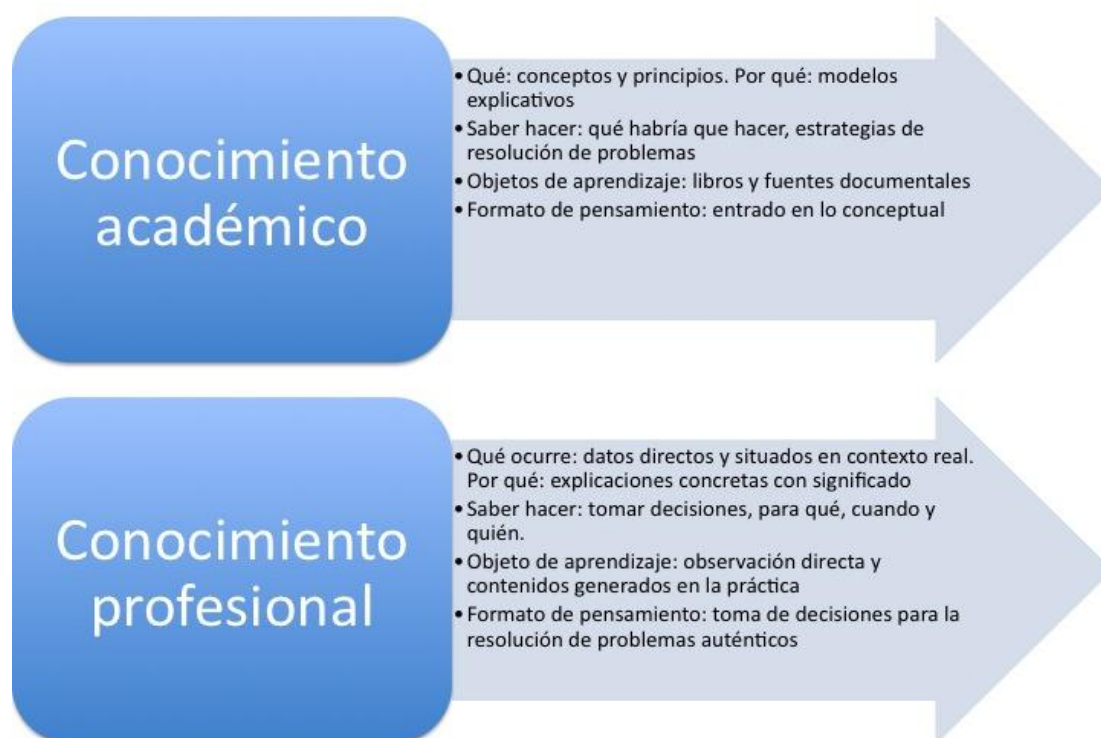 Conocimiento
académico
•Qué: conceptos y principios. Por qué: modelos
explicativos
•Saber hacer: qué habría que hacer, estrategias de
resolución de problemas
•Objetos de aprendizaje: libros y fuentes documentales
•Formato de pensamiento: entrado en lo conceptual
Conocimiento
profesional
•Qué ocurre: datos directos y situados en contexto real.
Por qué: explicaciones concretas con significado
•Saber hacer: tomar decisiones, para qué, cuando y
quién.
•Objeto de aprendizaje: observación directa y
contenidos generados en la práctica
•Formato de pensamiento: toma de decisiones para la
resolución de problemas auténticos